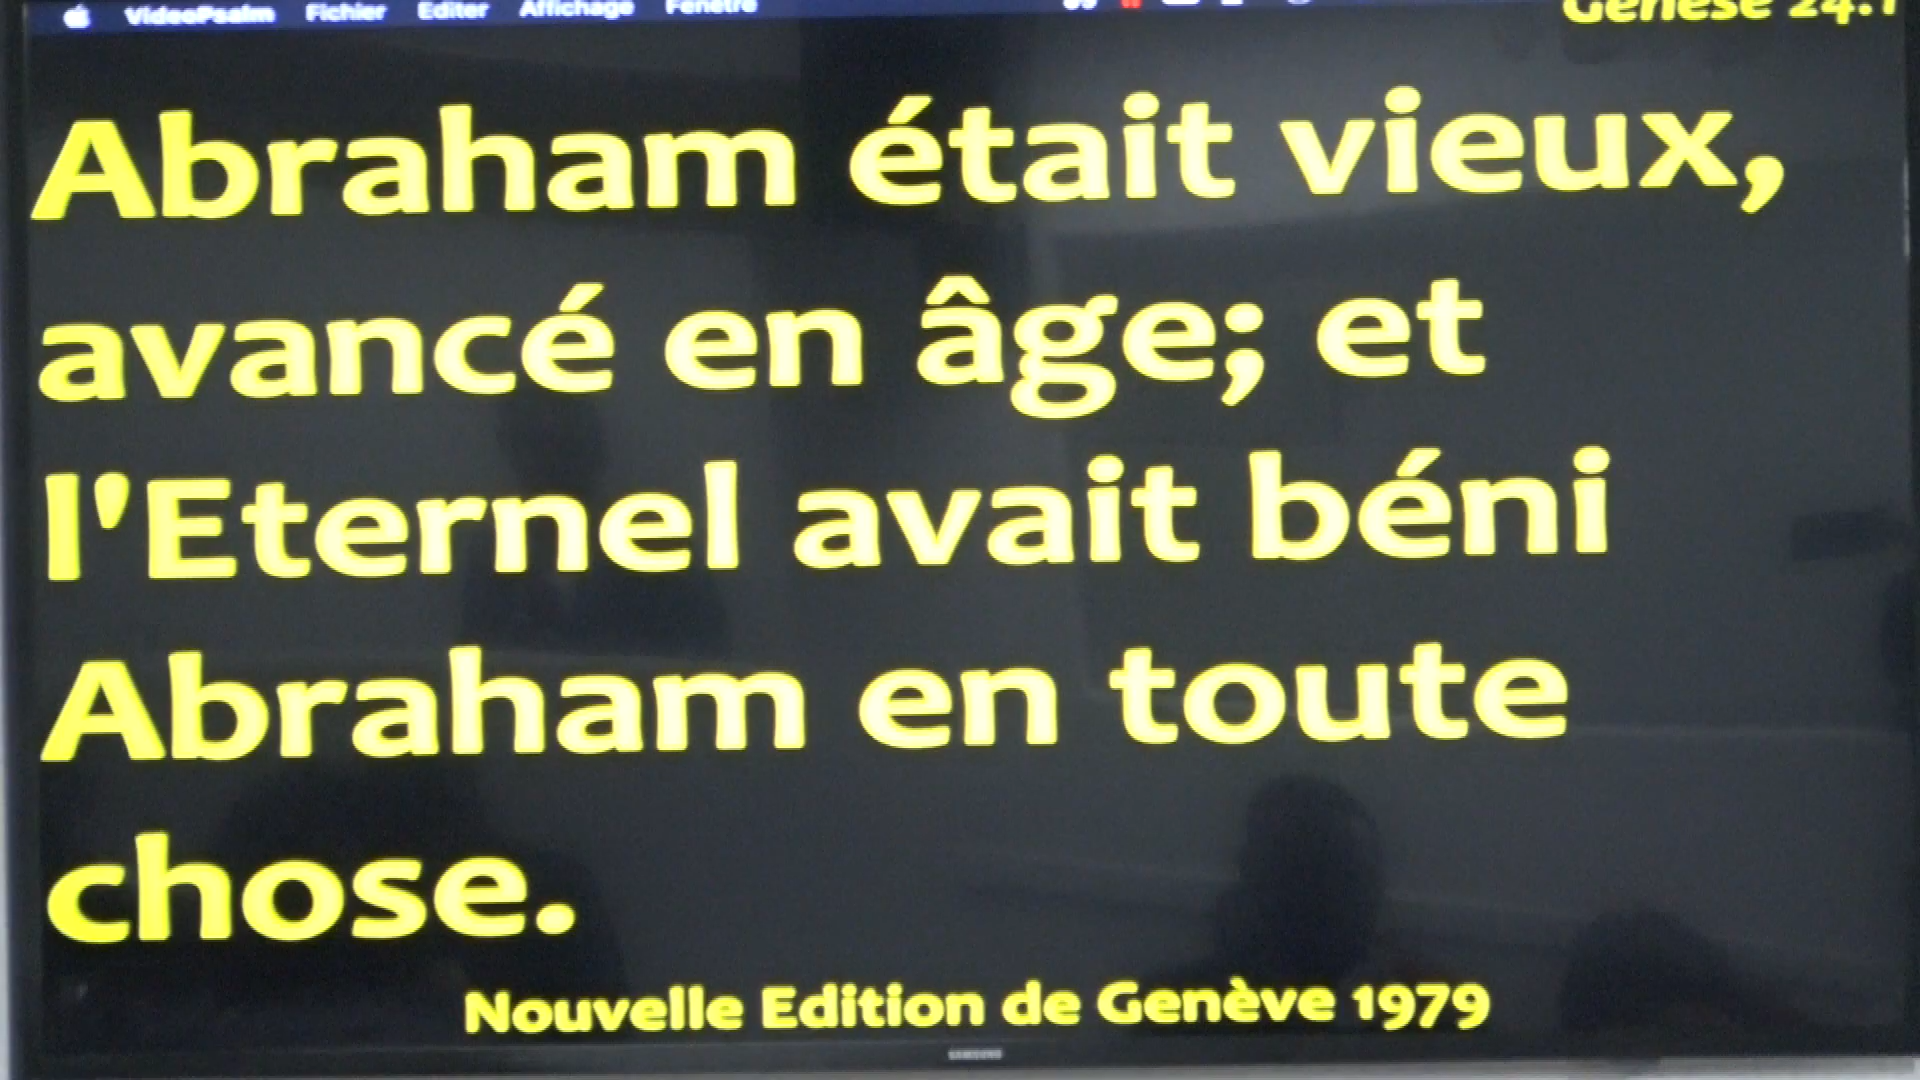 VideoPsalm Fichier Editer Affichage Fenêtre
Genèse 24.1
Abraham était vieux,
avancé en âge; et
l'Eternel avait béni
Abraham en toute
chose.
Nouvelle Edition de Genève 1979
SAMSUNG